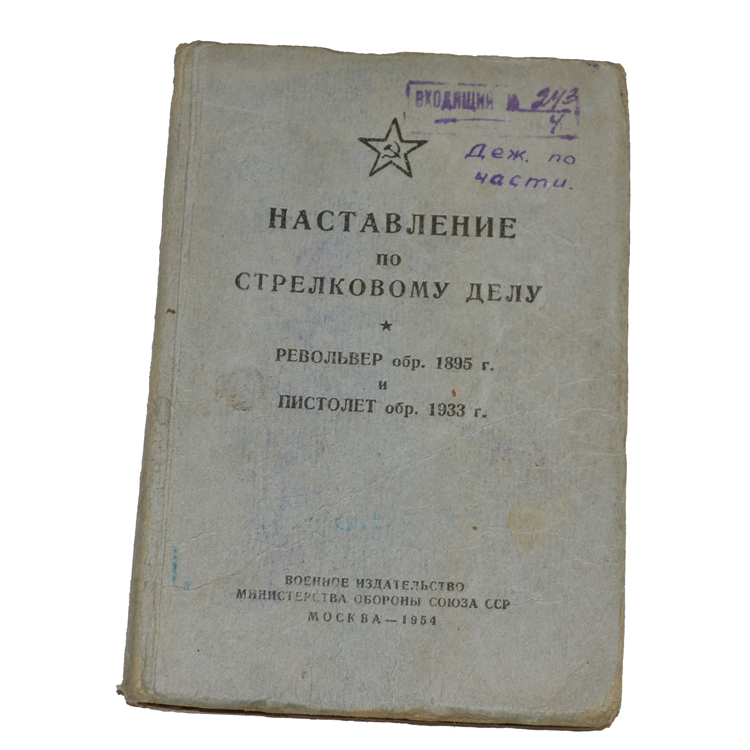 ВХОДЯЩИЙ № 243
4
Деж. по
части.
НАСТАВЛЕНИЕ
ПО
СТРЕЛКОВОМУ ДЕЛУ
РЕВОЛЬВЕР обр. 1895 г.
и
ПИСТОЛЕТ обр. 1933 г.
ВОЕННОЕ ИЗДАТЕЛЬСТВО
МИНИСТЕРСТВА ОБОРОНЫ СОЮЗА ССР
МОСКВА—1954